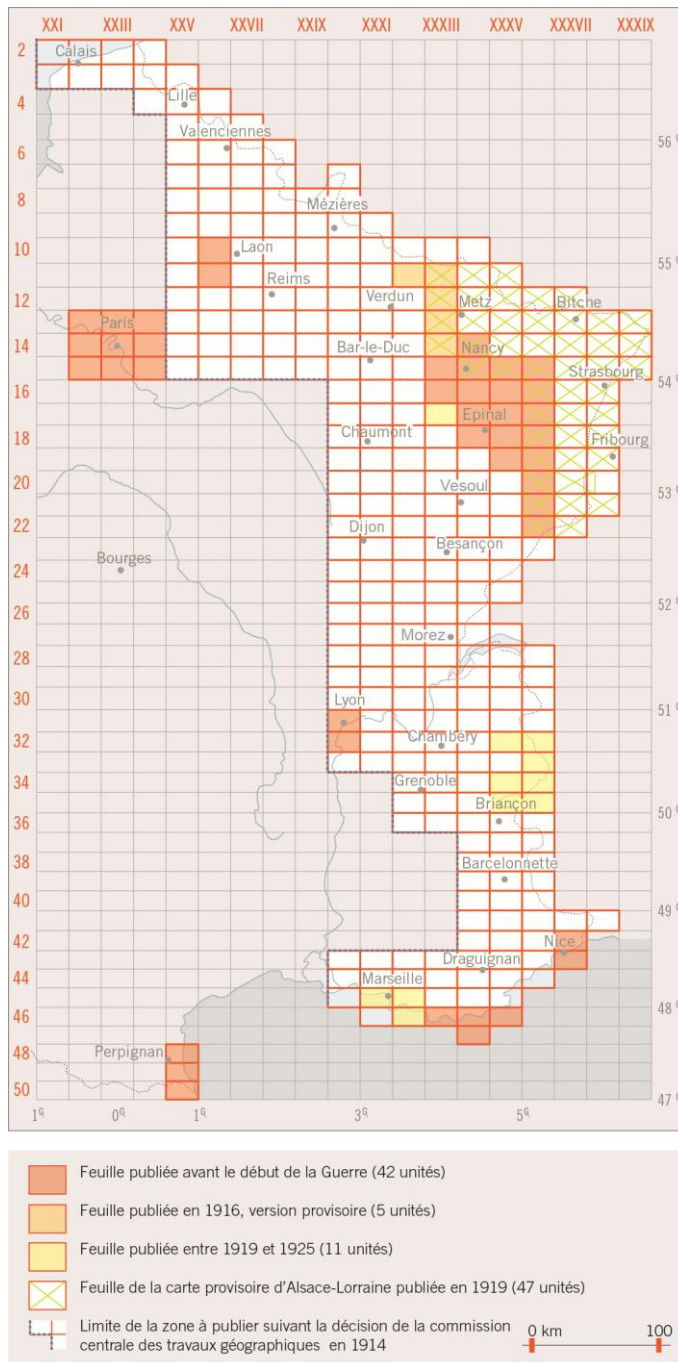 XXI XXIII XXV XXVII XXIX XXXI XXXIII XXXV XXXVII XXXIX
2
Calais
4
Lille
Valenciennes
56
6
8
Mézières
10
Laon
55
Reims
12
Verdun
Metz
Bitche
Paris
14
Bar-le-Duc
Nancy
Strasbourg
54
16
Epinal
18
Chaumont
Fribourg
20
Vesoul
53
22
Dijon
Besançon
24
Bourges
26
52
Morez
28
30
Lyon
51
32
Chambéry
34
Grenoble
Briançon
50
36
38
Barcelonnette
40
49
42
Nice
44
Draguignan
Marseille
48
46
48
Perpignan
50
47
1G 0G 1G 3G 5G
Feuille publiée avant le début de la Guerre (42 unités)
Feuille publiée en 1916, version provisoire (5 unités)
Feuille publiée entre 1919 et 1925 (11 unités)
Feuille de la carte provisoire d'Alsace-Lorraine publiée en 1919 (47 unités)
Limite de la zone à publier suivant la décision de la commission
centrale des travaux géographiques en 1914
0 km 100